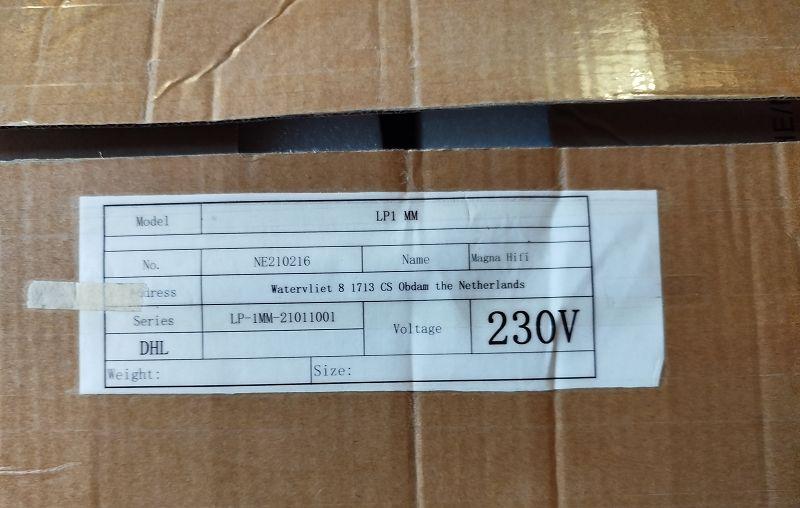 Model LP1 MM
No. NE210216 Name Magna Hifi
dress Watervliet 8 1713 CS Obdam the Netherlands
Series LP-1MM-21011001 Voltage 230V
DHL
Weight: Size: